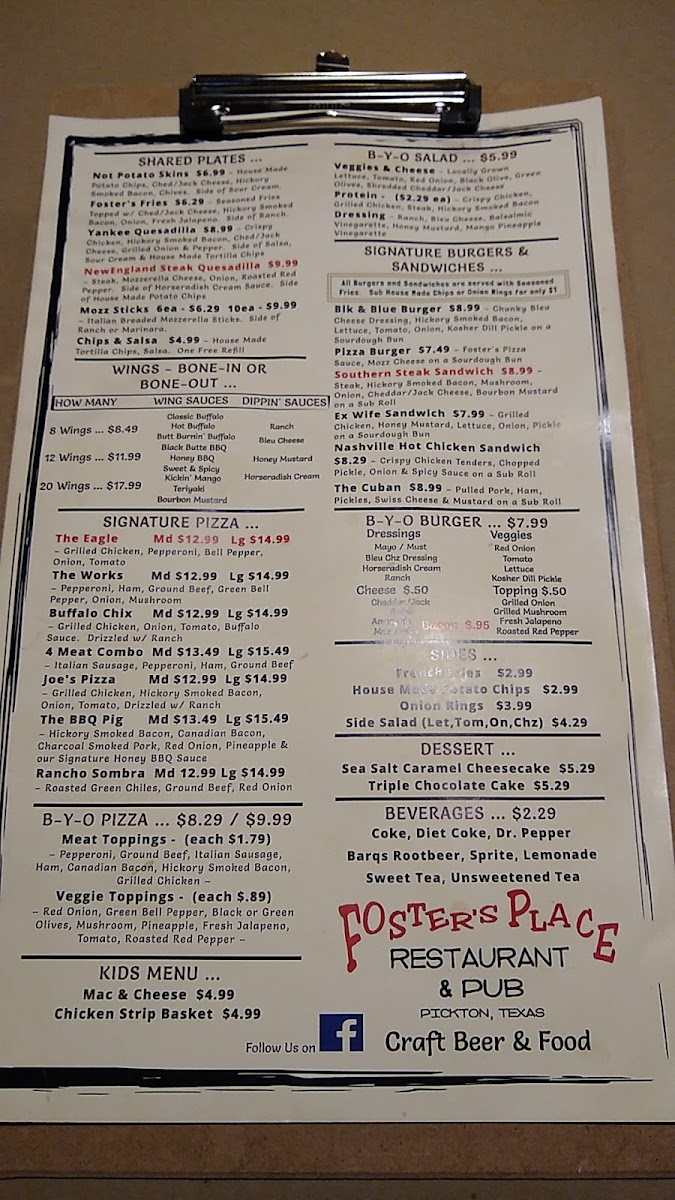 SHARED PLATES ...
Not Potato Skins $6.99 – House Made
Potato Chips, Ched/Jack Cheese, Hickory
Smoked Bacon, Chives. Side of Sour Cream.
Foster's Fries $6.29 – Seasoned Fries
Topped w/ Ched/Jack Cheese, Hickory Smoked
Bacon, Onion, Fresh Jalapeno. Side of Ranch.
Yankee Quesadilla $8.99 – Crispy
Chicken, Hickory Smoked Bacon, Ched/Jack
Cheese, Grilled Onion & Pepper. Side of Salsa,
Sour Cream & House Made Tortilla Chips
NewEngland Steak Quesadilla $9.99
– Steak, Mozzerella Cheese, Onion, Roasted Red
Pepper. Side of Horseradish Cream Sauce. Side
of House Made Potato Chips
Mozz Sticks 6ea - $6.29 10ea - $9.99
– Italian Breaded Mozzerella Sticks. Side of
Ranch or Marinara.
Chips & Salsa $4.99 – House Made
Tortilla Chips, Salsa. One Free Refill
WINGS – BONE-IN OR
BONE-OUT ...
HOW MANY WING SAUCES DIPPIN' SAUCES
8 Wings ... $8.49
12 Wings ... $11.99
20 Wings ... $17.99
Classic Buffalo
Hot Buffalo
Butt Burnin' Buffalo
Black Butte BBQ
Honey BBQ
Sweet & Spicy
Kickin' Mango
Teriyaki
Bourbon Mustard
Ranch
Bleu Cheese
Honey Mustard
Horseradish Cream
SIGNATURE PIZZA ...
The Eagle Md $12.99 Lg $14.99
– Grilled Chicken, Pepperoni, Bell Pepper,
Onion, Tomato
The Works Md $12.99 Lg $14.99
– Pepperoni, Ham, Ground Beef, Green Bell
Pepper, Onion, Mushroom
Buffalo Chix Md $12.99 Lg $14.99
– Grilled Chicken, Onion, Tomato, Buffalo
Sauce. Drizzled w/ Ranch
4 Meat Combo Md $13.49 Lg $15.49
– Italian Sausage, Pepperoni, Ham, Ground Beef
Joe's Pizza Md $12.99 Lg $14.99
– Grilled Chicken, Hickory Smoked Bacon,
Onion, Tomato, Drizzled w/ Ranch
The BBQ Pig Md $13.49 Lg $15.49
– Hickory Smoked Bacon, Canadian Bacon,
Charcoal Smoked Pork, Red Onion, Pineapple &
our Signature Honey BBQ Sauce
Rancho Sombra Md 12.99 Lg $14.99
– Roasted Green Chiles, Ground Beef, Red Onion
B-Y-O PIZZA ... $8.29 / $9.99
Meat Toppings - (each $1.79)
– Pepperoni, Ground Beef, Italian Sausage,
Ham, Canadian Bacon, Hickory Smoked Bacon,
Grilled Chicken –
Veggie Toppings - (each $.89)
– Red Onion, Green Bell Pepper, Black or Green
Olives, Mushroom, Pineapple, Fresh Jalapeno,
Tomato, Roasted Red Pepper –
KIDS MENU ...
Mac & Cheese $4.99
Chicken Strip Basket $4.99
Follow Us on f
B-Y-O SALAD ... $5.99
Veggies & Cheese – Locally Grown
Lettuce, Tomato, Red Onion, Black Olive, Green
Olives, Shredded Cheddar/Jack Cheese
Protein - ($2.29 ea) – Crispy Chicken,
Grilled Chicken, Steak, Hickory Smoked Bacon
Dressing – Ranch, Bleu Cheese, Balsalmic
Vinegarette, Honey Mustard, Mango Pineapple
Vinegarette
SIGNATURE BURGERS &
SANDWICHES ...
All Burgers and Sandwiches are served with Seasoned
Fries. Sub House Made Chips or Onion Rings for only $1
Blk & Blue Burger $8.99 – Chunky Bleu
Cheese Dressing, Hickory Smoked Bacon,
Lettuce, Tomato, Onion, Kosher Dill Pickle on a
Sourdough Bun
Pizza Burger $7.49 – Foster's Pizza
Sauce, Mozz Cheese on a Sourdough Bun
Southern Steak Sandwich $8.99 –
Steak, Hickory Smoked Bacon, Mushroom,
Onion, Cheddar/Jack Cheese, Bourbon Mustard
on a Sub Roll
Ex Wife Sandwich $7.99 – Grilled
Chicken, Honey Mustard, Lettuce, Onion, Pickle
on a Sourdough Bun
Nashville Hot Chicken Sandwich
$8.29 – Crispy Chicken Tenders, Chopped
Pickle, Onion & Spicy Sauce on a Sub Roll
The Cuban $8.99 – Pulled Pork, Ham,
Pickles, Swiss Cheese & Mustard on a Sub Roll
B-Y-O BURGER ... $7.99
Dressings
Mayo / Must
Bleu Chz Dressing
Horseradish Cream
Ranch
Cheese $.50
Cheddar/Jack
Bacon $.95
Veggies
Red Onion
Tomato
Lettuce
Kosher Dill Pickle
Topping $.50
Grilled Onion
Grilled Mushroom
Fresh Jalapeno
Roasted Red Pepper
SIDES ...
French Fries $2.99
House Made Potato Chips $2.99
Onion Rings $3.99
Side Salad (Let,Tom,On,Chz) $4.29
DESSERT ...
Sea Salt Caramel Cheesecake $5.29
Triple Chocolate Cake $5.29
BEVERAGES ... $2.29
Coke, Diet Coke, Dr. Pepper
Barqs Rootbeer, Sprite, Lemonade
Sweet Tea, Unsweetened Tea
FOSTER'S PLACE
RESTAURANT
& PUB
PICKTON, TEXAS
Craft Beer & Food